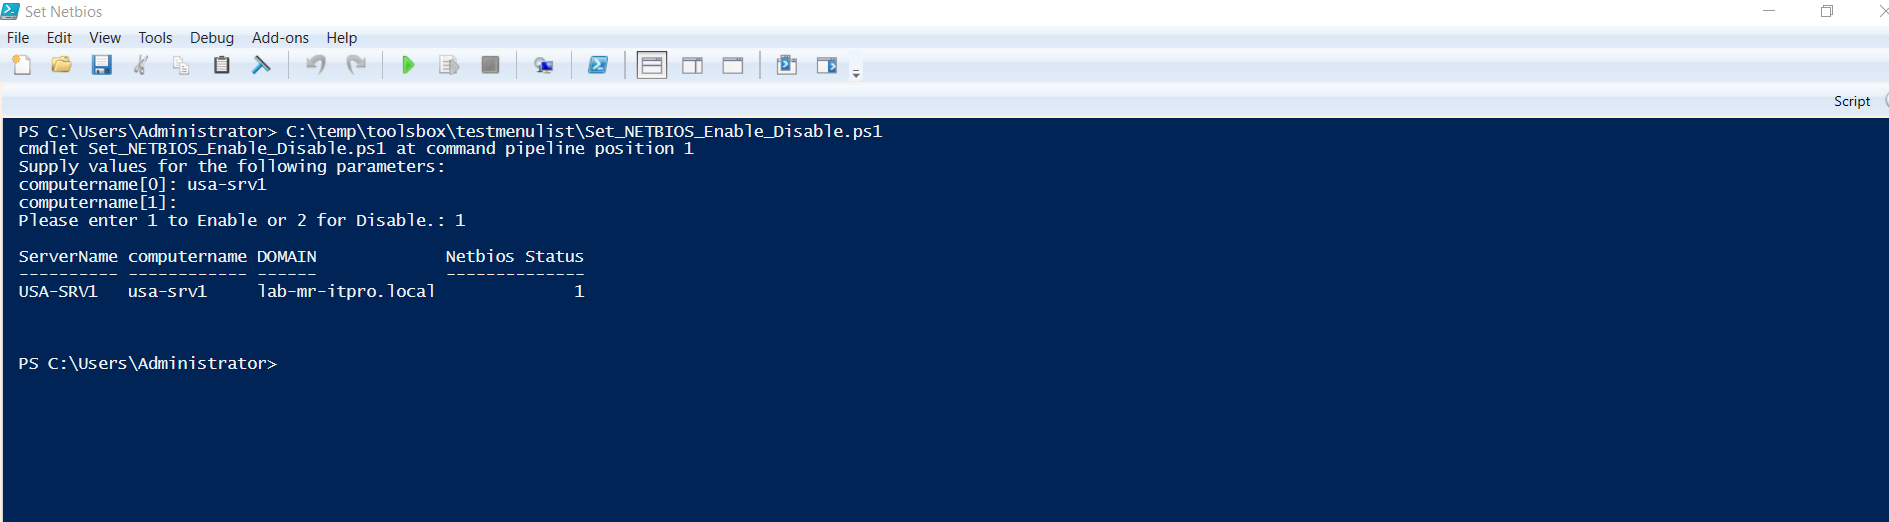 Set Netbios
File Edit View Tools Debug Add-ons Help
Script
PS C:\Users\Administrator> C:\temp\toolsbox\testmenulist\Set_NETBIOS_Enable_Disable.ps1
cmdlet Set_NETBIOS_Enable_Disable.ps1 at command pipeline position 1
Supply values for the following parameters:
computername[0]: usa-srv1
computername[1]:
Please enter 1 to Enable or 2 for Disable.: 1
ServerName computername DOMAIN Netbios Status
---------- ------------ ------ --------------
USA-SRV1 usa-srv1 lab-mr-itpro.local 1
PS C:\Users\Administrator>